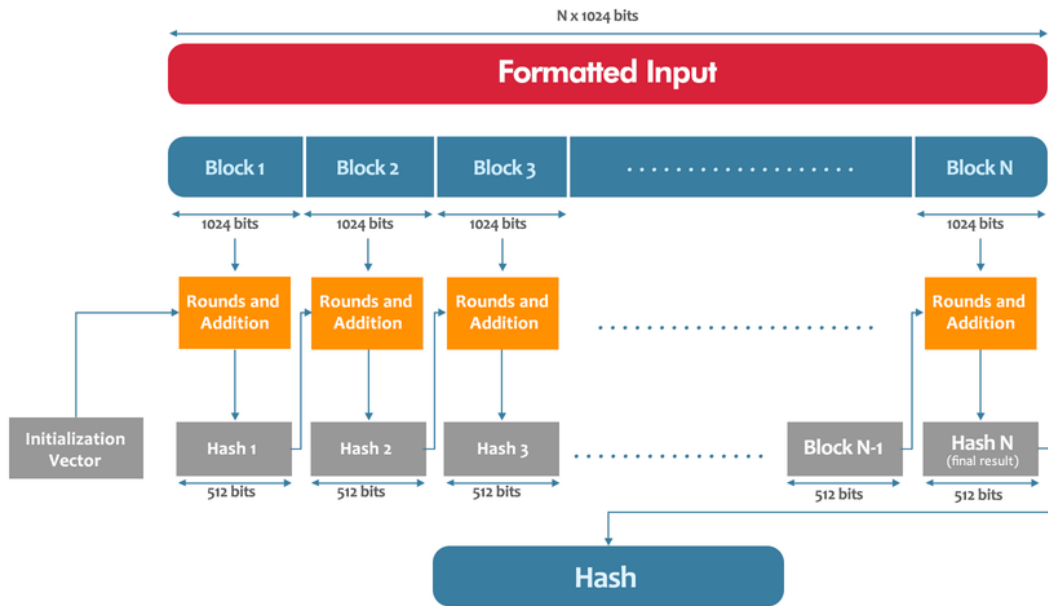 N x 1024 bits
Formatted Input
Block 1
Block 2
Block 3
. . . . . . . . . . . . . . . . . . .
Block N
1024 bits
1024 bits
1024 bits
1024 bits
Rounds and
Addition
Rounds and
Addition
Rounds and
Addition
. . . . . . . . . . . . . . . . . . . . . . .
Rounds and
Addition
Initialization
Vector
Hash 1
Hash 2
Hash 3
. . . . . . . . . . . . . . . . .
Block N-1
Hash N
(final result)
512 bits
512 bits
512 bits
512 bits
512 bits
Hash